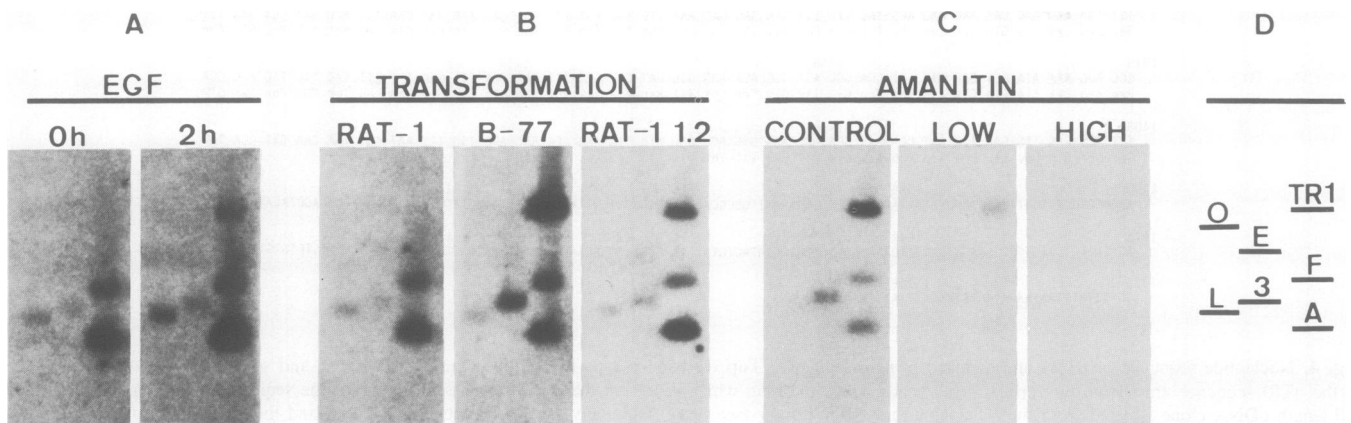 A B C D
EGF TRANSFORMATION AMANITIN
0h 2h RAT-1 B-77 RAT-1 1.2 CONTROL LOW HIGH
TR1
O
E
F
3
L
A